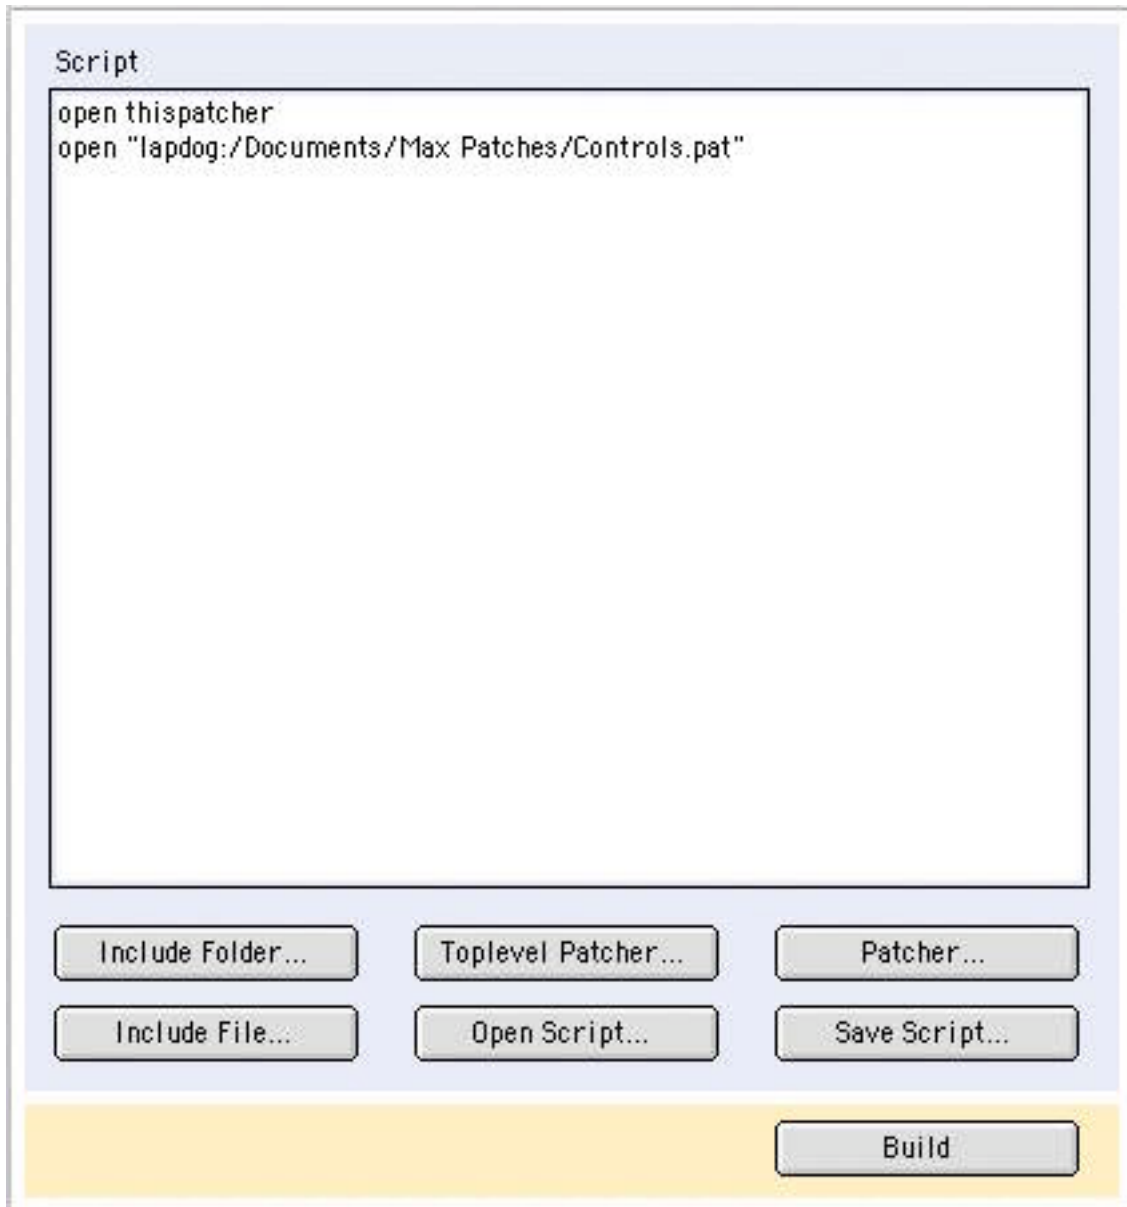 Script
open thispatcher
open "lapdog:/Documents/Max Patches/Controls.pat"
Include Folder...
Toplevel Patcher...
Patcher...
Include File...
Open Script...
Save Script...
Build